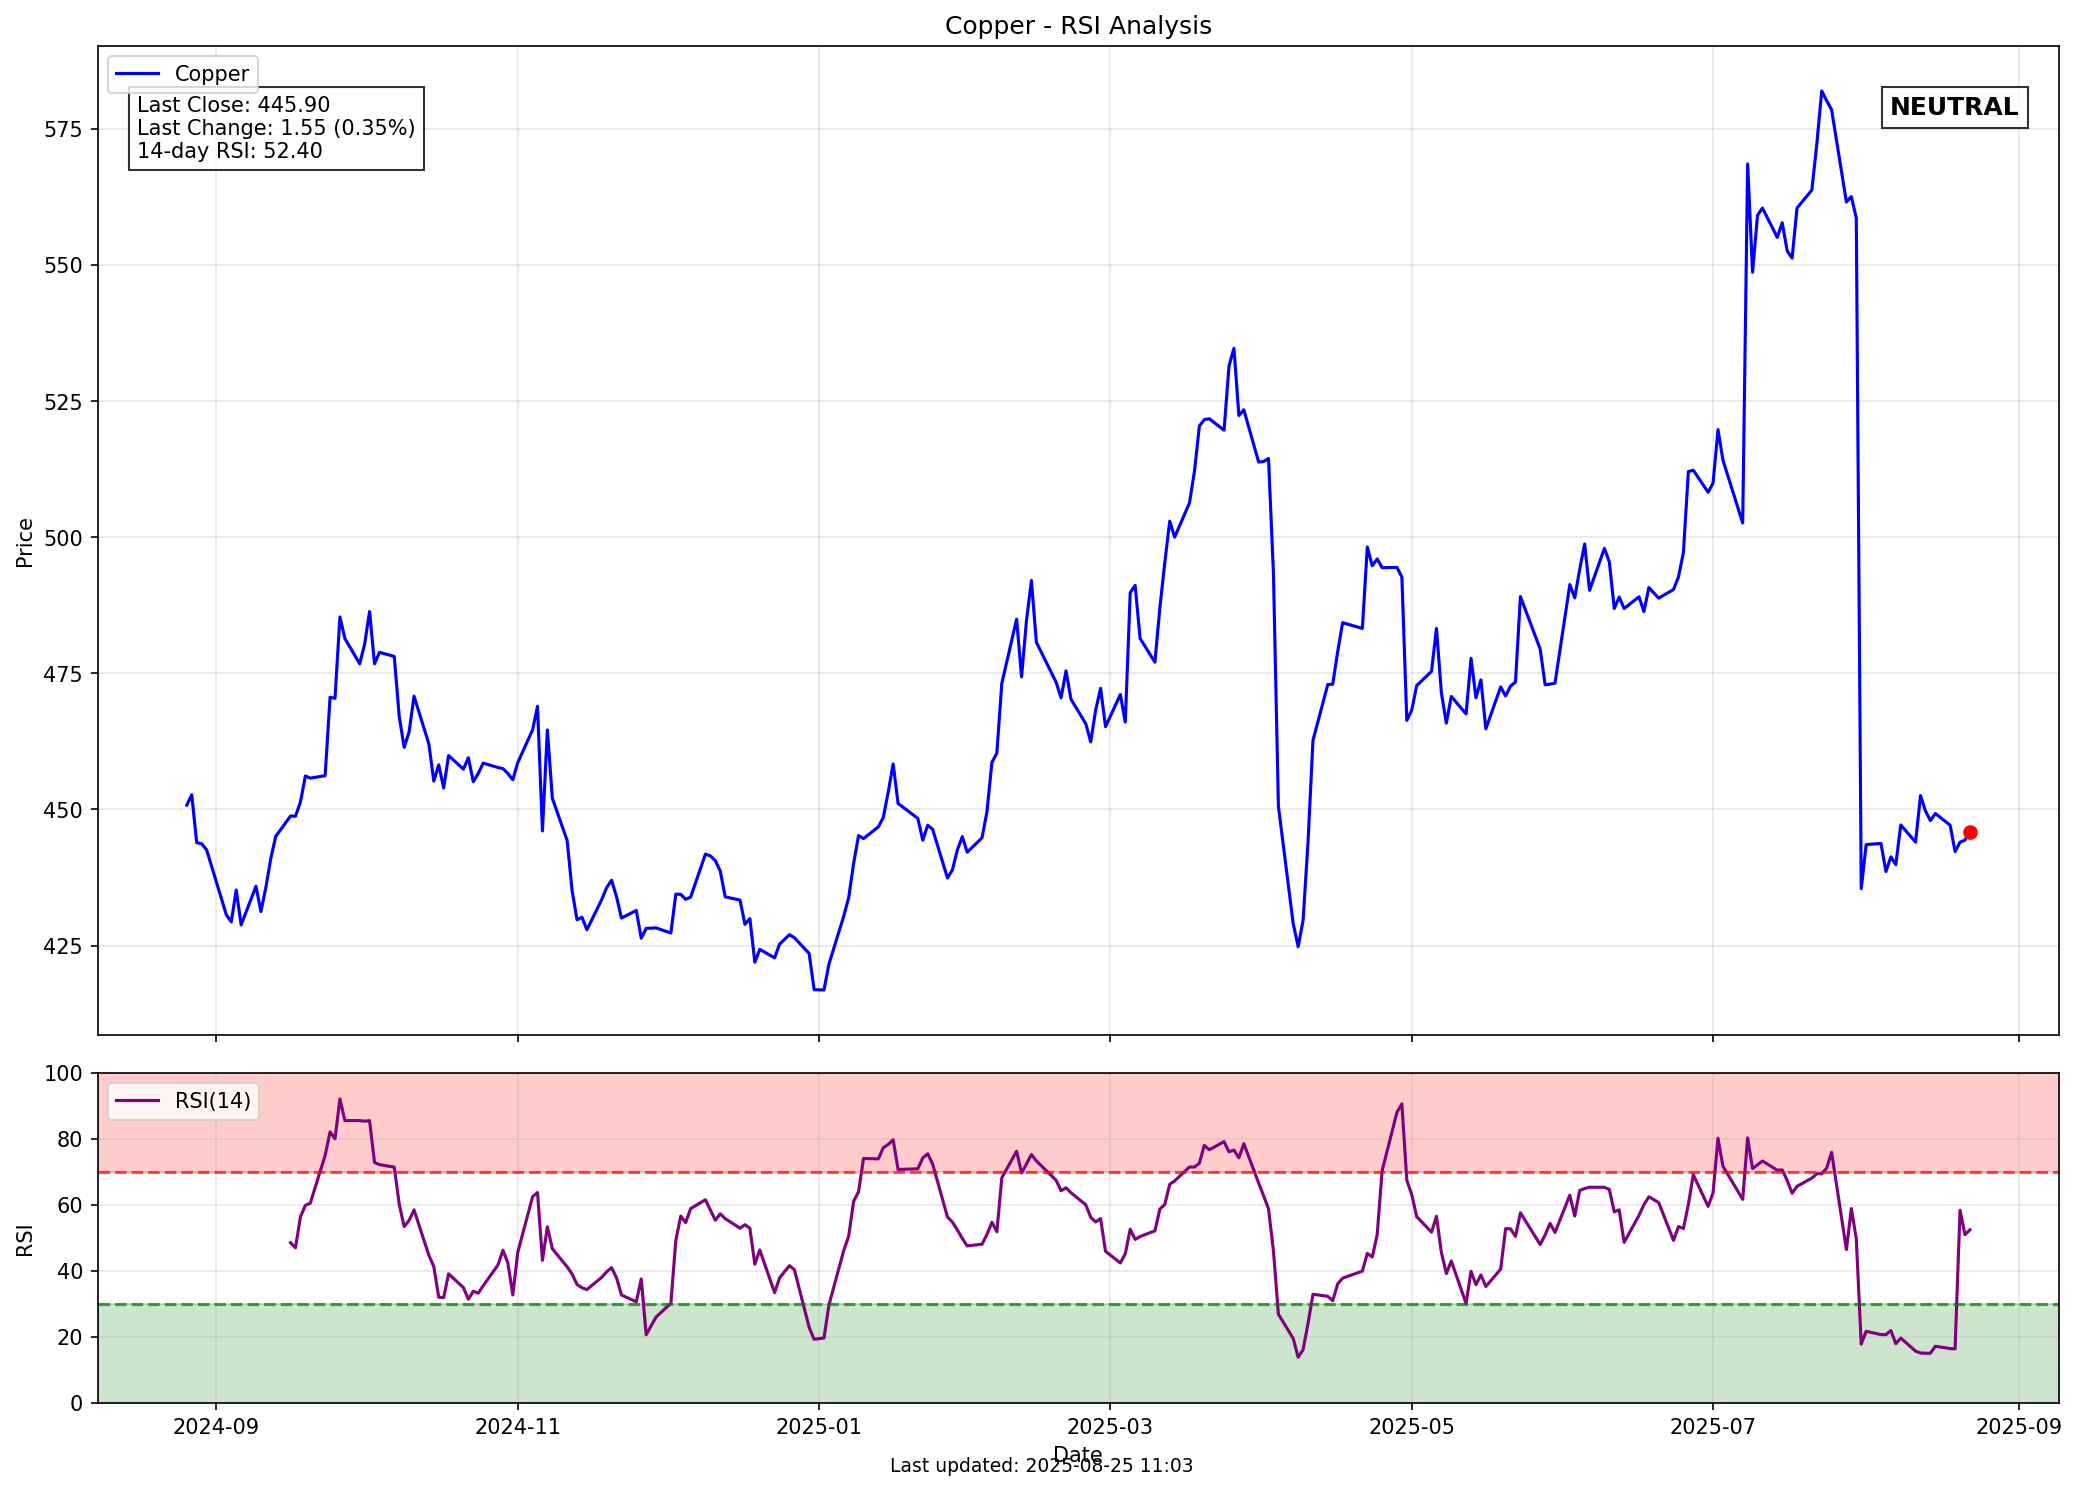 Copper - RSI Analysis
Copper
Last Close: 445.90
Last Change: 1.55 (0.35%)
14-day RSI: 52.40
NEUTRAL
575
550
525
500
475
450
425
Price
100
80
60
40
20
0
RSI
RSI(14)
2024-09
2024-11
2025-01
2025-03
2025-05
2025-07
2025-09
Date
Last updated: 2025-08-25 11:03